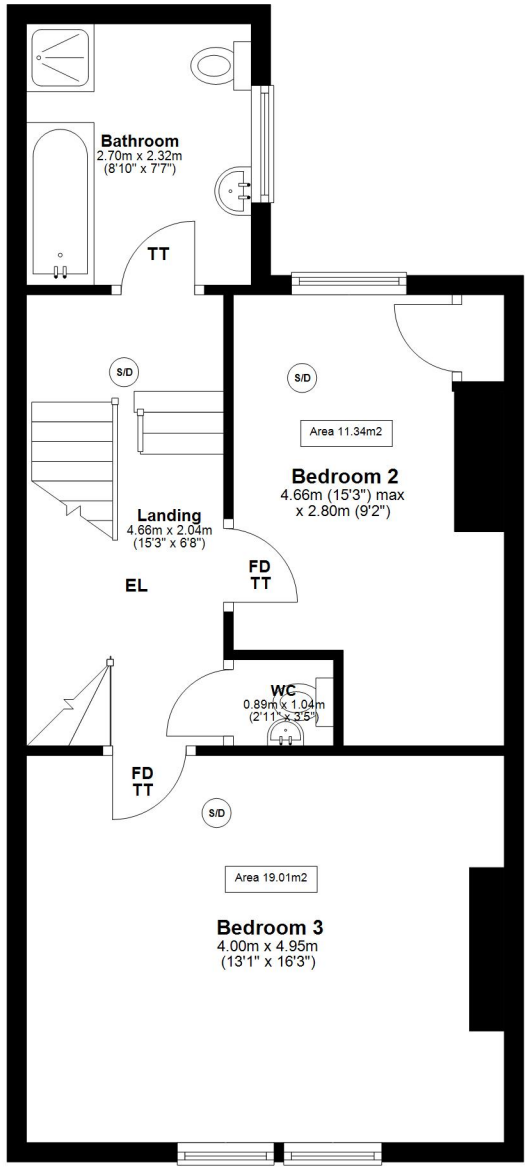 Bathroom
2.70m x 2.32m
(8'10" x 7'7")
TT
S/D
S/D
Area 11.34m2
Bedroom 2
4.66m (15'3") max
x 2.80m (9'2")
Landing
4.66m x 2.04m
(15'3" x 6'8")
FD
TT
EL
WC
0.89m x 1.04m
(2'11" x 3'5")
FD
TT
S/D
Area 19.01m2
Bedroom 3
4.00m x 4.95m
(13'1" x 16'3")